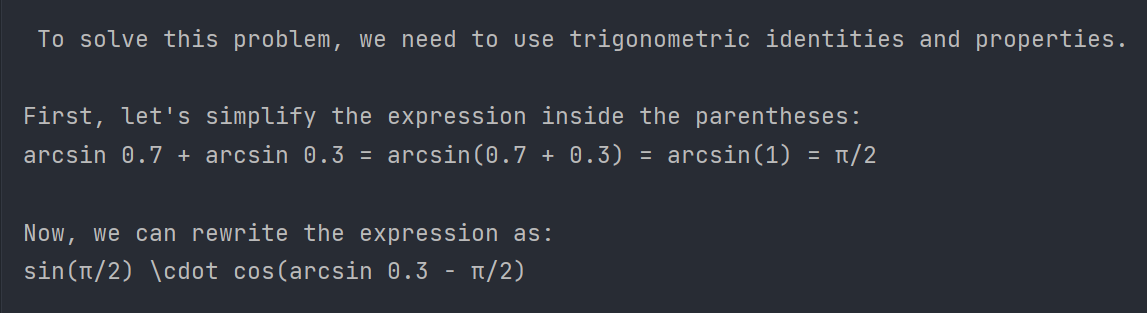 To solve this problem, we need to use trigonometric identities and properties.
First, let's simplify the expression inside the parentheses:
arcsin 0.7 + arcsin 0.3 = arcsin(0.7 + 0.3) = arcsin(1) = π/2
Now, we can rewrite the expression as:
sin(π/2) \cdot cos(arcsin 0.3 - π/2)